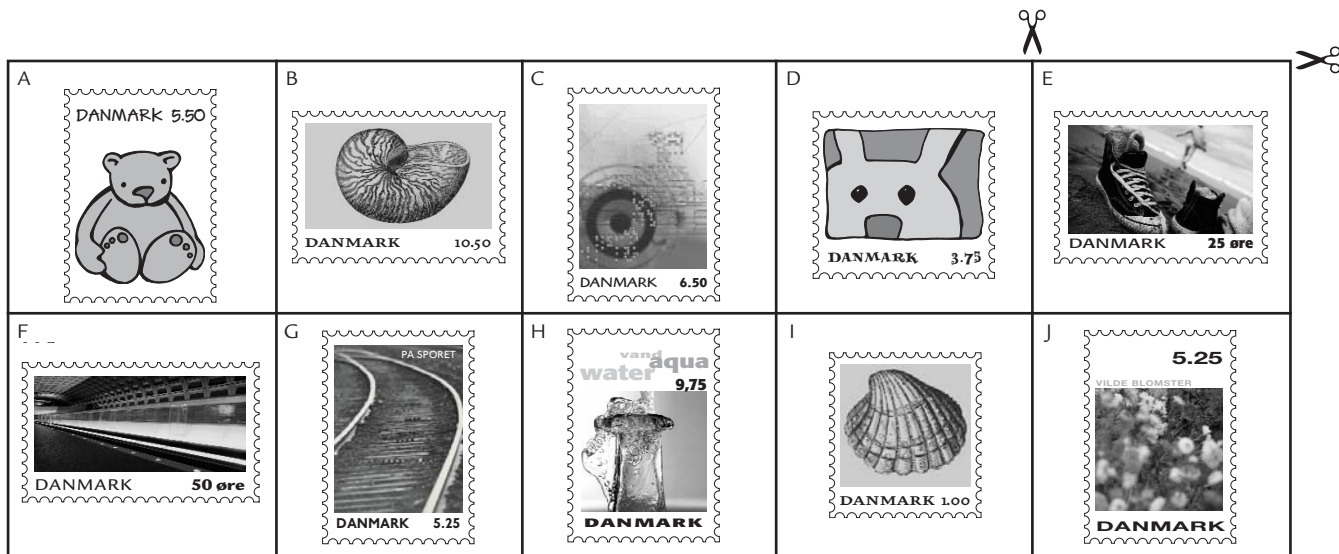 A
DANMARK 5.50
B
DANMARK 10.50
C
DANMARK 6.50
D
DANMARK 3.75
E
DANMARK 25 øre
F
DANMARK 50 øre
G
PA SPORET
DANMARK 5.25
H
vand
aqua
water
9,75
DANMARK
I
DANMARK 1.00
J
5.25
VILDE BLOMSTER
DANMARK